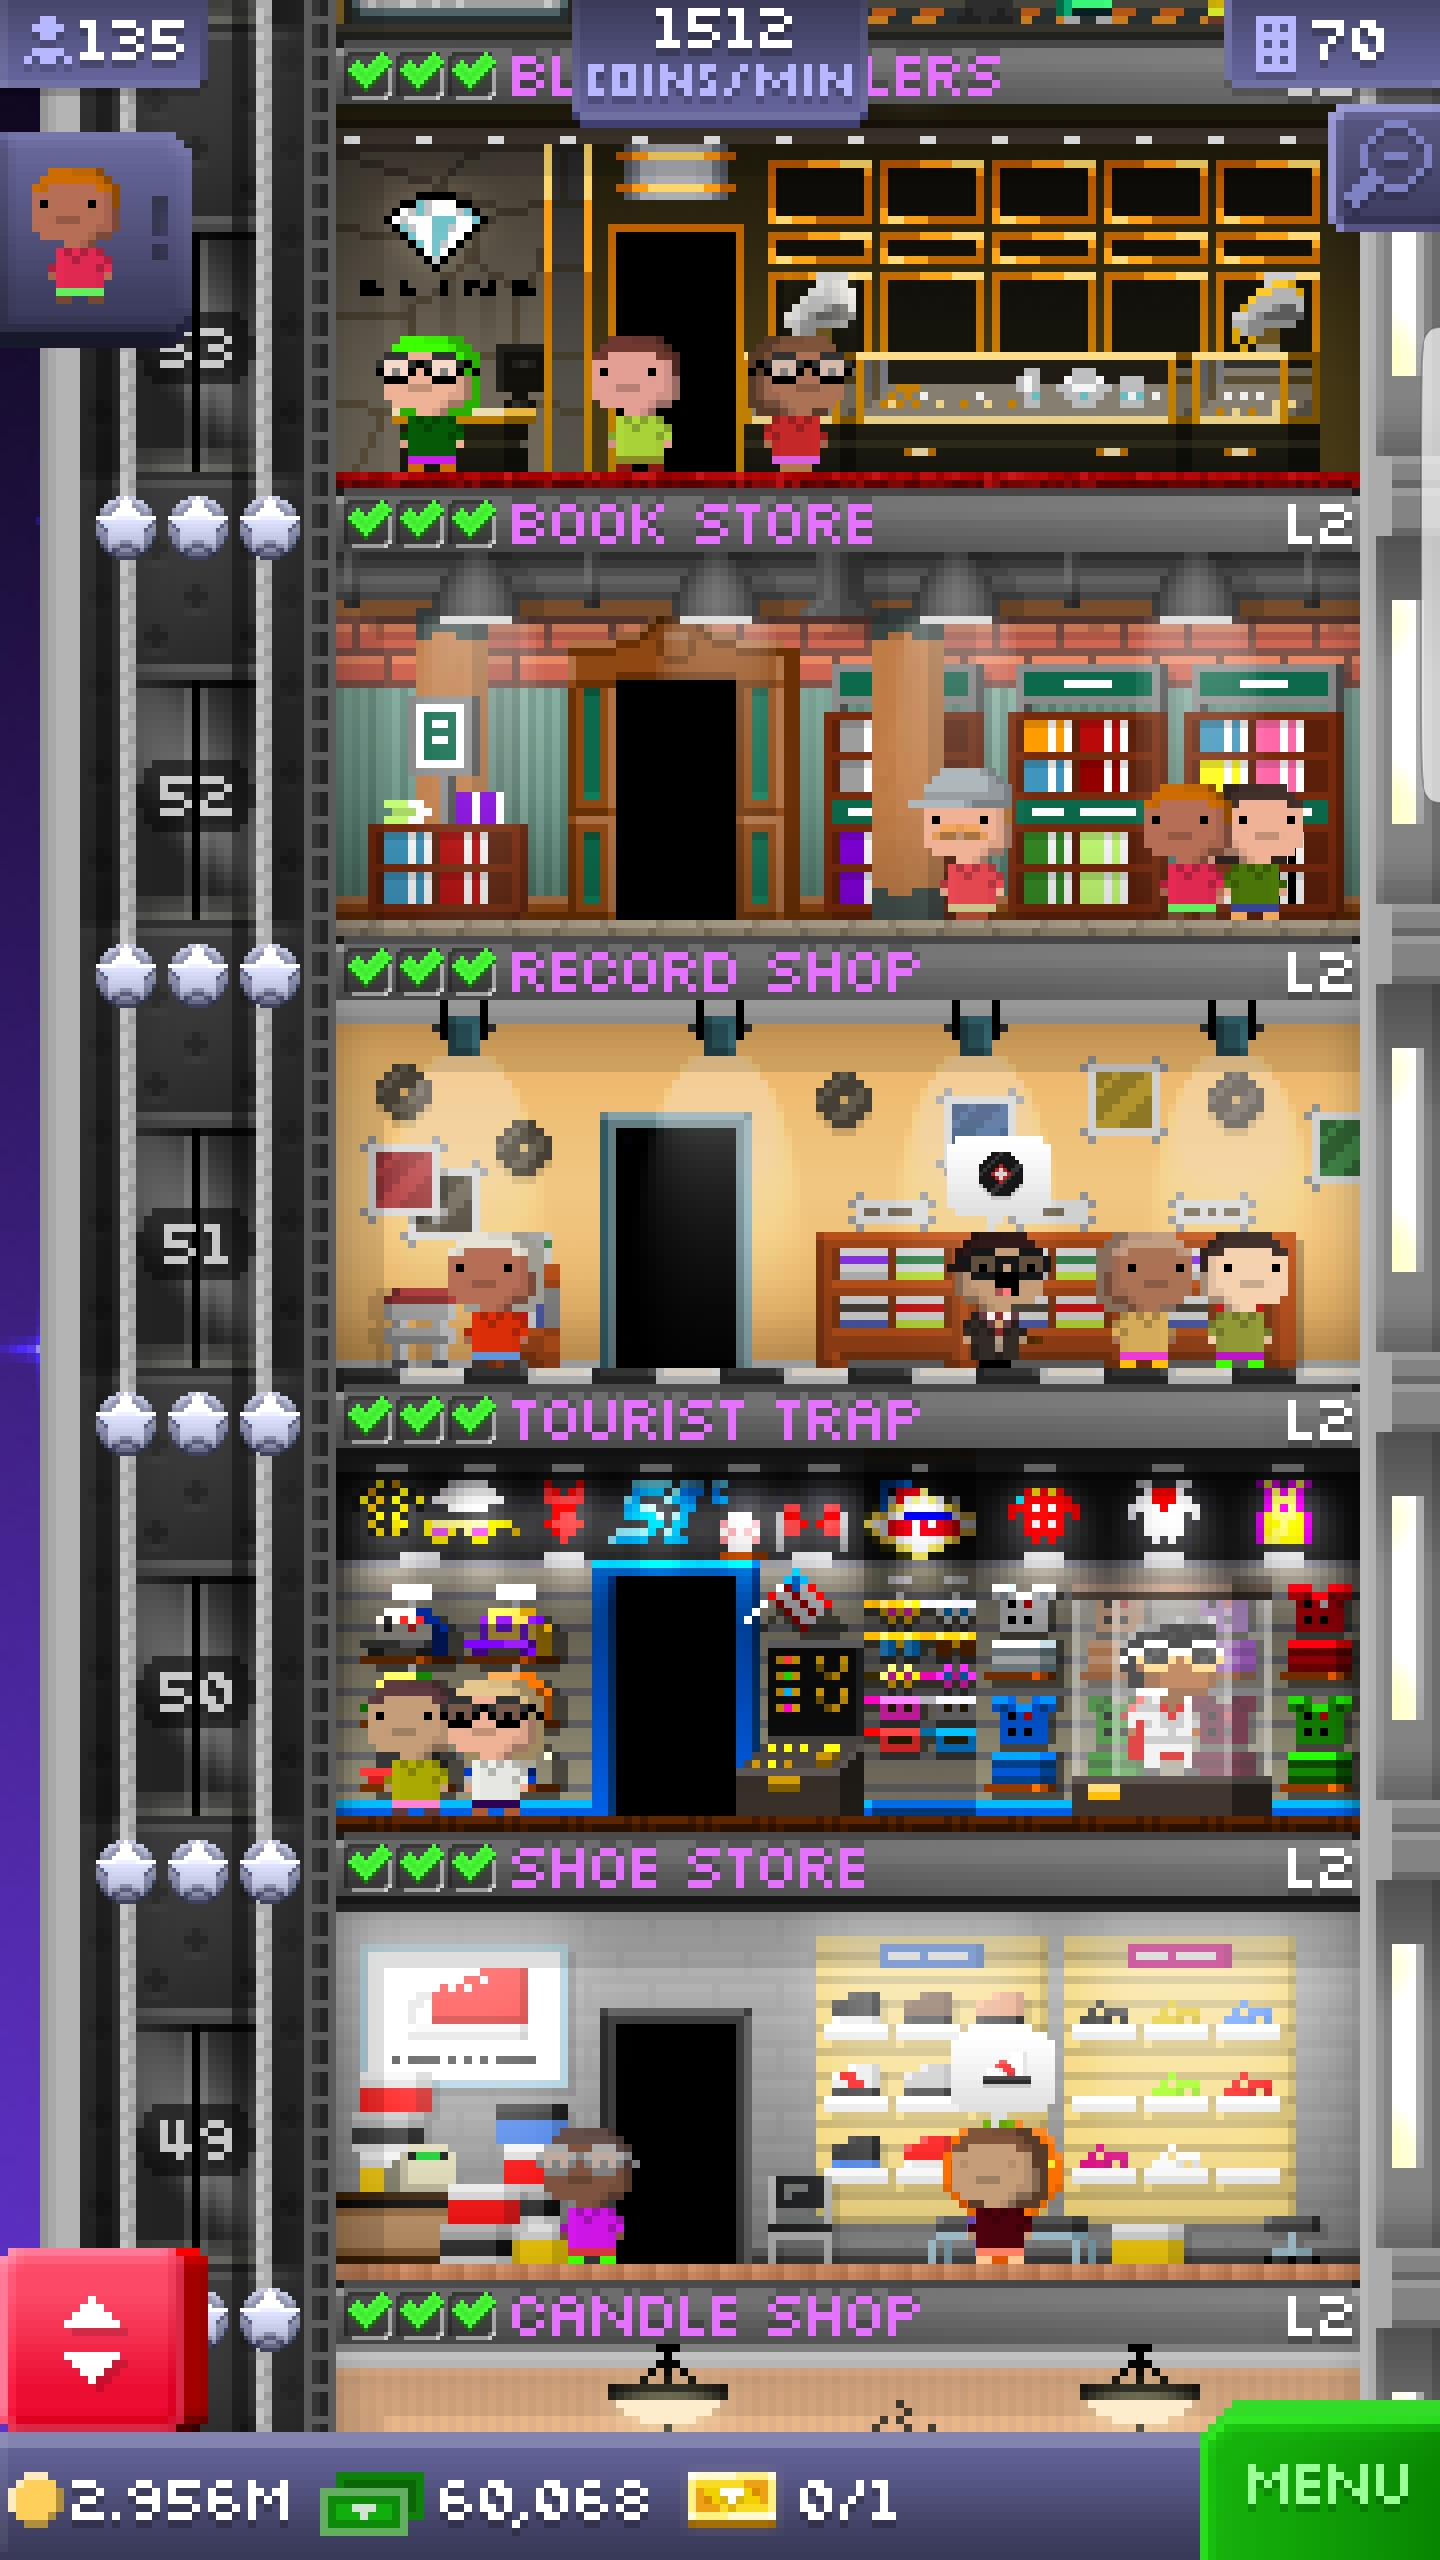 135
1512
COINS/MIN
70
BL LERS
BLING
53
BOOK STORE L2
52
RECORD SHOP L2
51
TOURIST TRAP L2
50
SHOE STORE L2
49
CANDLE SHOP L2
2.956M 60,068 0/1
MENU